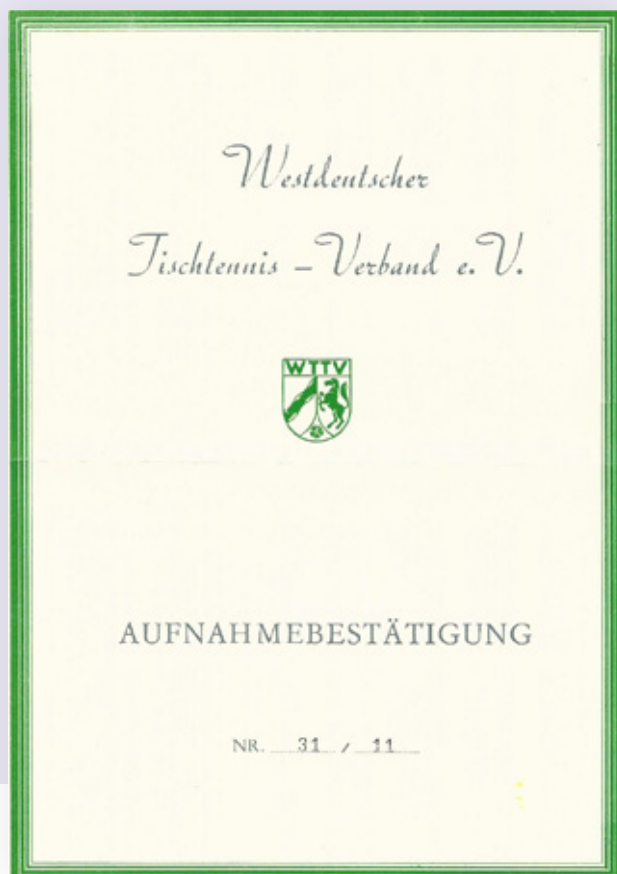 Westdeutscher
Tischtennis – Verband e. V.
WTTV
AUFNAHMEBESTÄTIGUNG
NR. 31 / 11